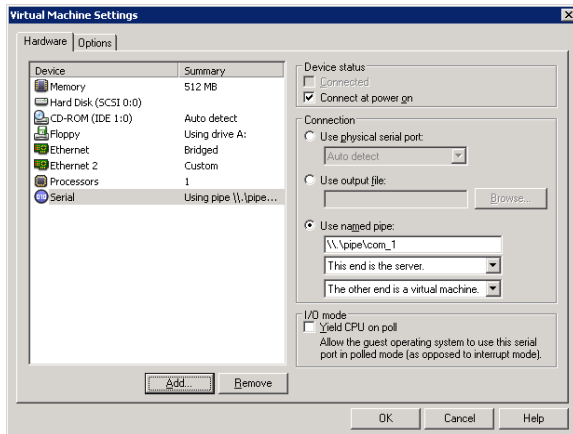 Virtual Machine Settings
Hardware
Options
Device Summary
Memory 512 MB
Hard Disk (SCSI 0:0)
CD-ROM (IDE 1:0) Auto detect
Floppy Using drive A:
Ethernet Bridged
Ethernet 2 Custom
Processors 1
Serial Using pipe \\.\pipe...
Add...
Remove
Device status
Connected
Connect at power on
Connection
Use physical serial port:
Auto detect
Use output file:
Browse...
Use named pipe:
\\.\pipe\com_1
This end is the server.
The other end is a virtual machine.
I/O mode
Yield CPU on poll
Allow the guest operating system to use this serial
port in polled mode (as opposed to interrupt mode).
OK
Cancel
Help